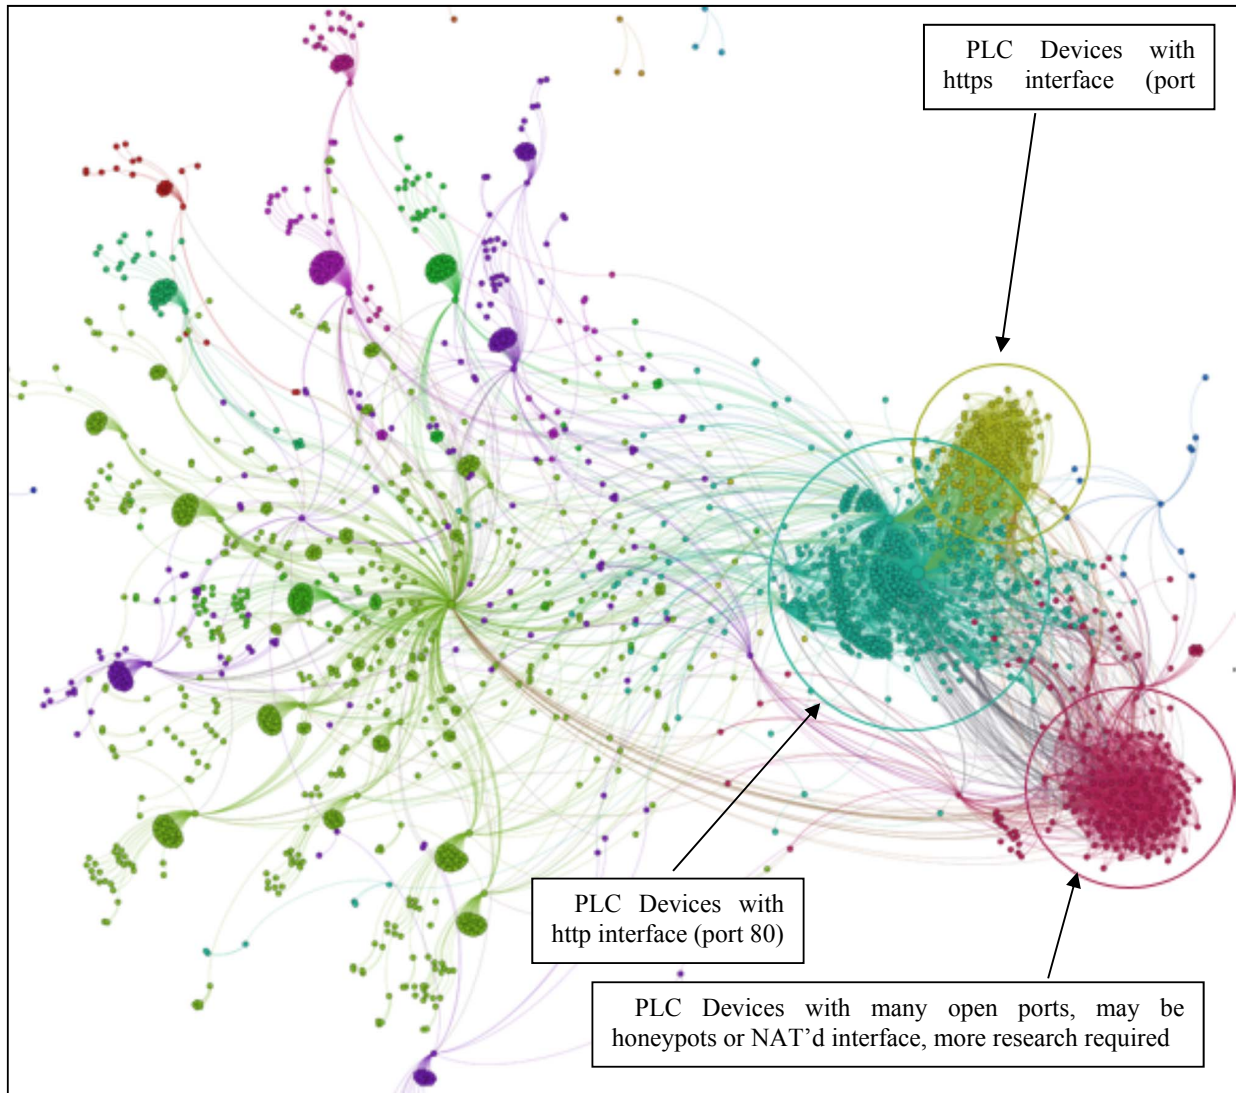 PLC Devices with
https interface (port
PLC Devices with
http interface (port 80)
PLC Devices with many open ports, may be
honeypots or NAT’d interface, more research required